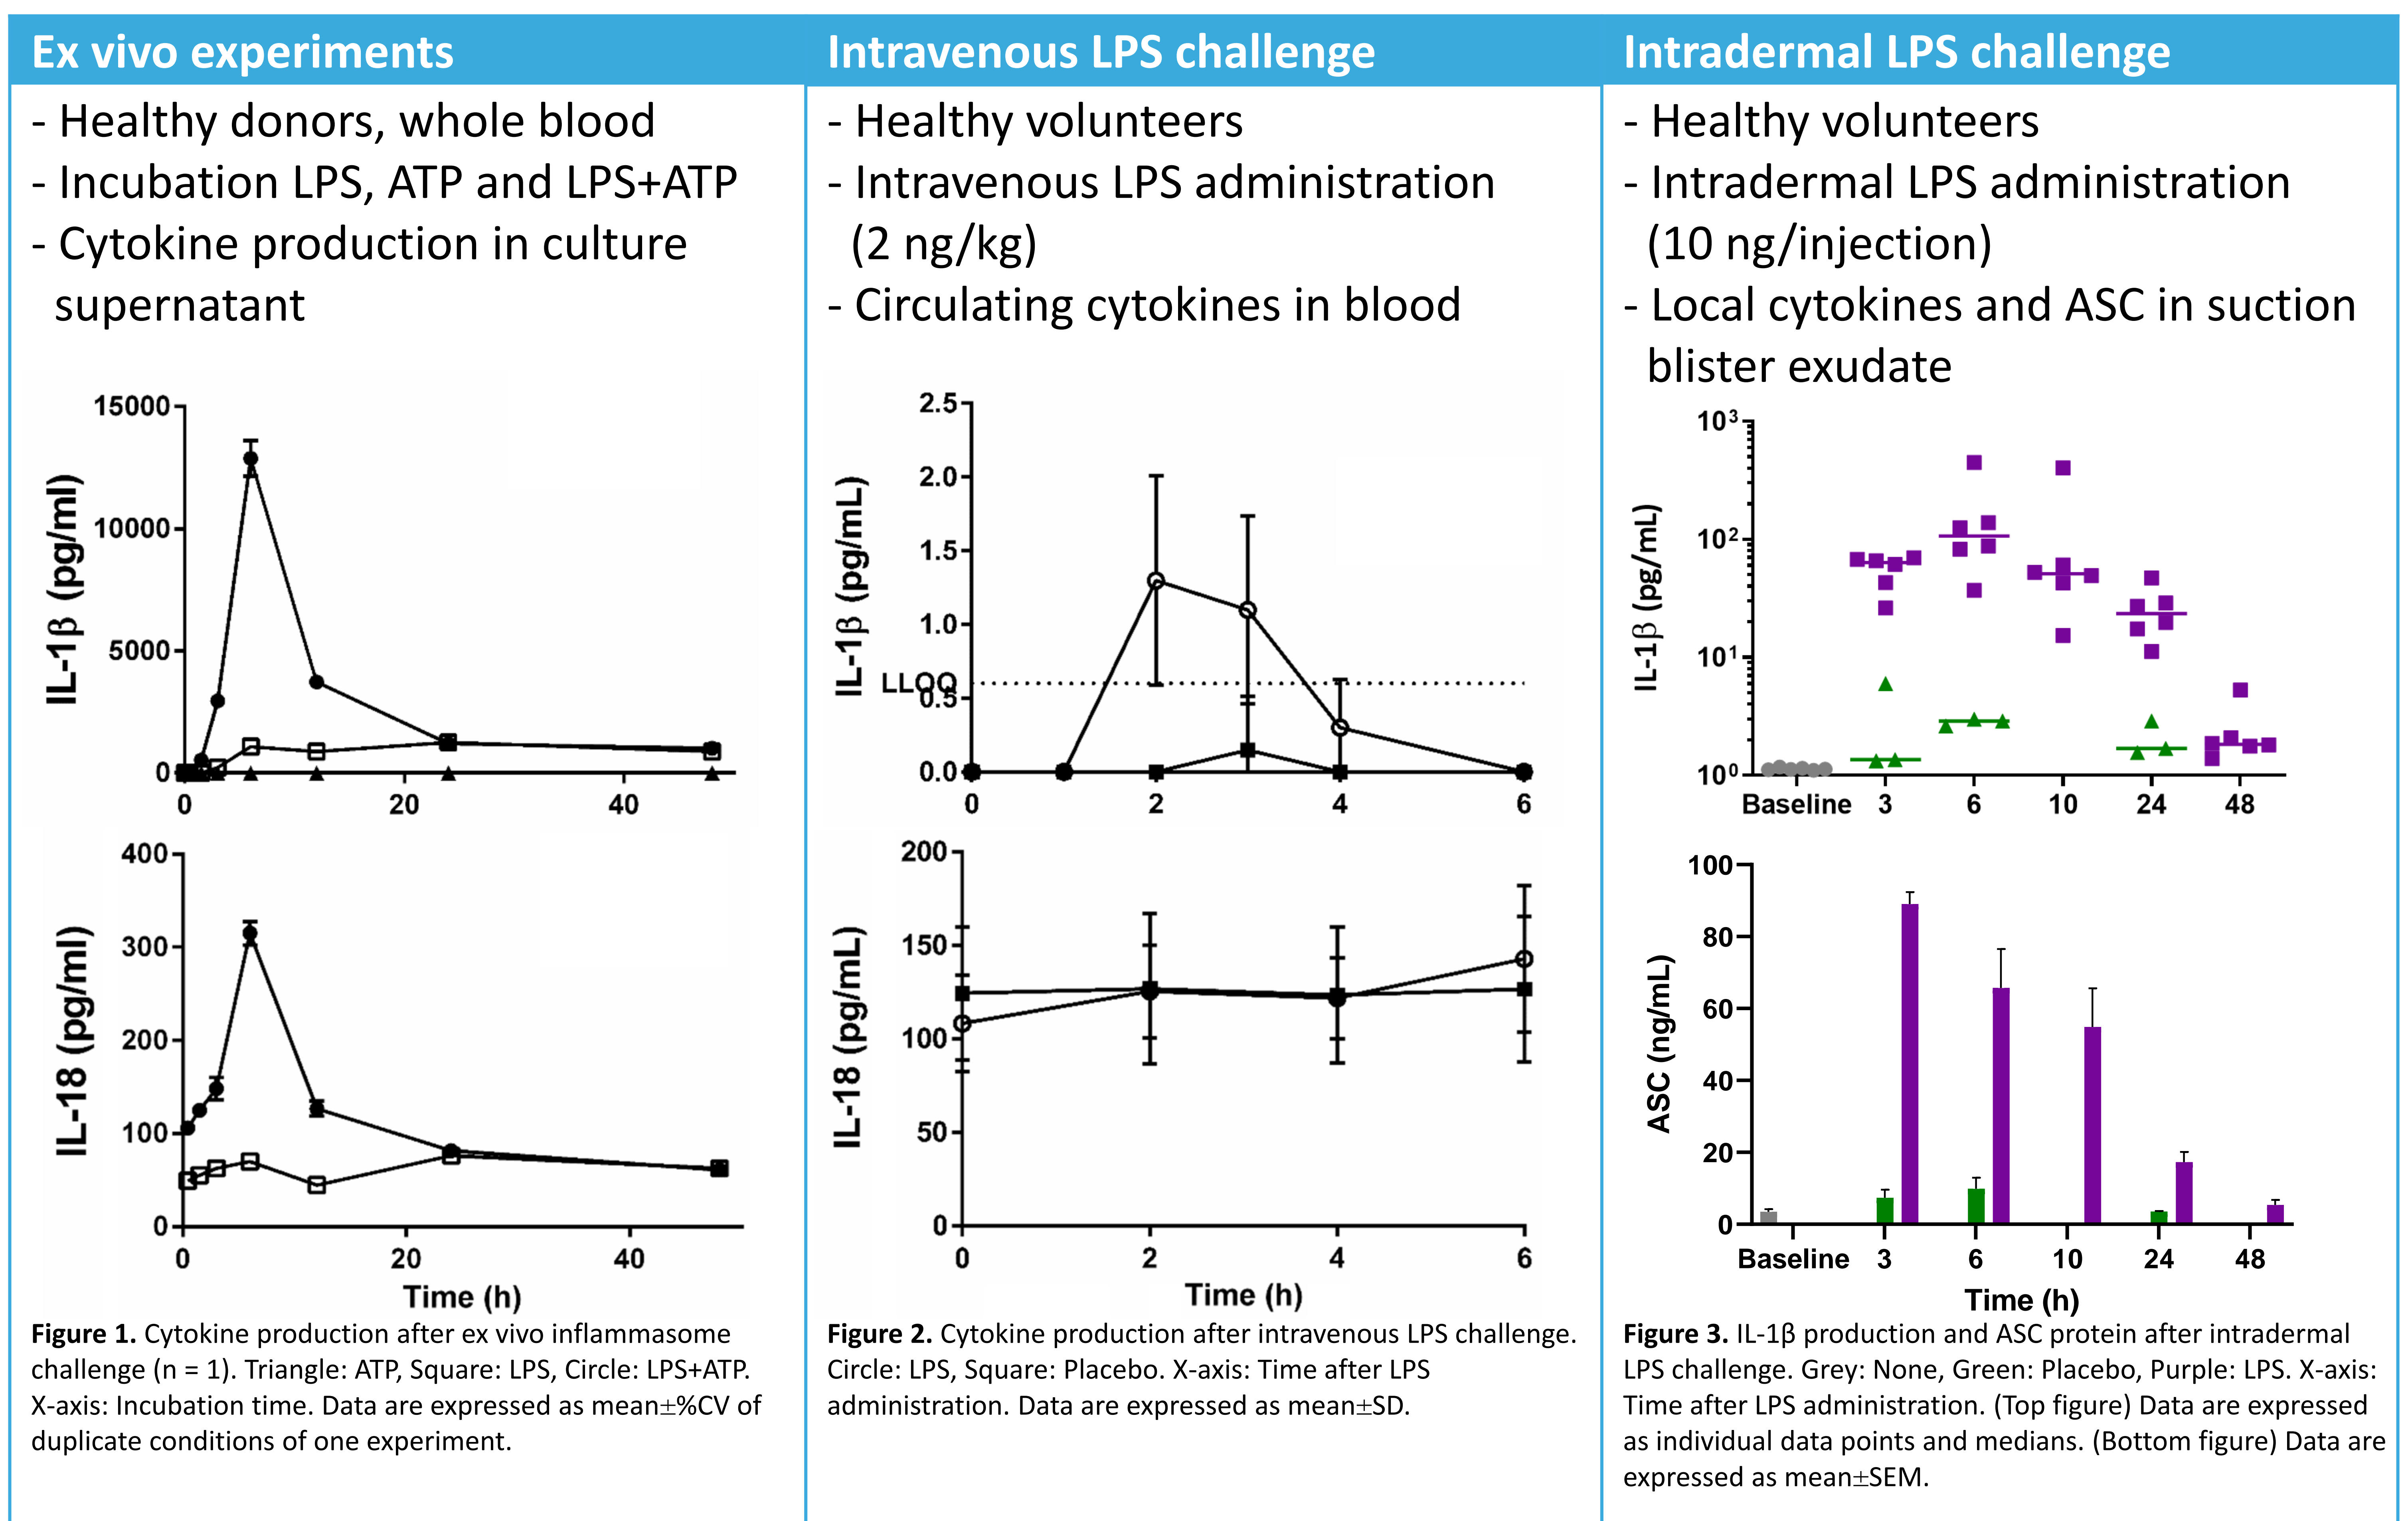 Ex vivo experiments
- Healthy donors, whole blood
- Incubation LPS, ATP and LPS+ATP
- Cytokine production in culture
supernatant
IL-1β (pg/ml)
15000
10000
5000
0
0
20
40
IL-18 (pg/ml)
400
300
200
100
0
0
20
40
Time (h)
Figure 1. Cytokine production after ex vivo inflammasome
challenge (n = 1). Triangle: ATP, Square: LPS, Circle: LPS+ATP.
X-axis: Incubation time. Data are expressed as mean±%CV of
duplicate conditions of one experiment.
Intravenous LPS challenge
- Healthy volunteers
- Intravenous LPS administration
(2 ng/kg)
- Circulating cytokines in blood
IL-1β (pg/mL)
2.5
2.0
1.5
1.0
LLOQ
0.5
0.0
0
2
4
6
IL-18 (pg/mL)
200
150
100
50
0
0
2
4
6
Time (h)
Figure 2. Cytokine production after intravenous LPS challenge.
Circle: LPS, Square: Placebo. X-axis: Time after LPS
administration. Data are expressed as mean±SD.
Intradermal LPS challenge
- Healthy volunteers
- Intradermal LPS administration
(10 ng/injection)
- Local cytokines and ASC in suction
blister exudate
IL-1β (pg/mL)
10³
10²
10¹
10⁰
Baseline
3
6
10
24
48
ASC (ng/mL)
100
80
60
40
20
0
Baseline
3
6
10
24
48
Time (h)
Figure 3. IL-1β production and ASC protein after intradermal
LPS challenge. Grey: None, Green: Placebo, Purple: LPS. X-axis:
Time after LPS administration. (Top figure) Data are expressed
as individual data points and medians. (Bottom figure) Data are
expressed as mean±SEM.